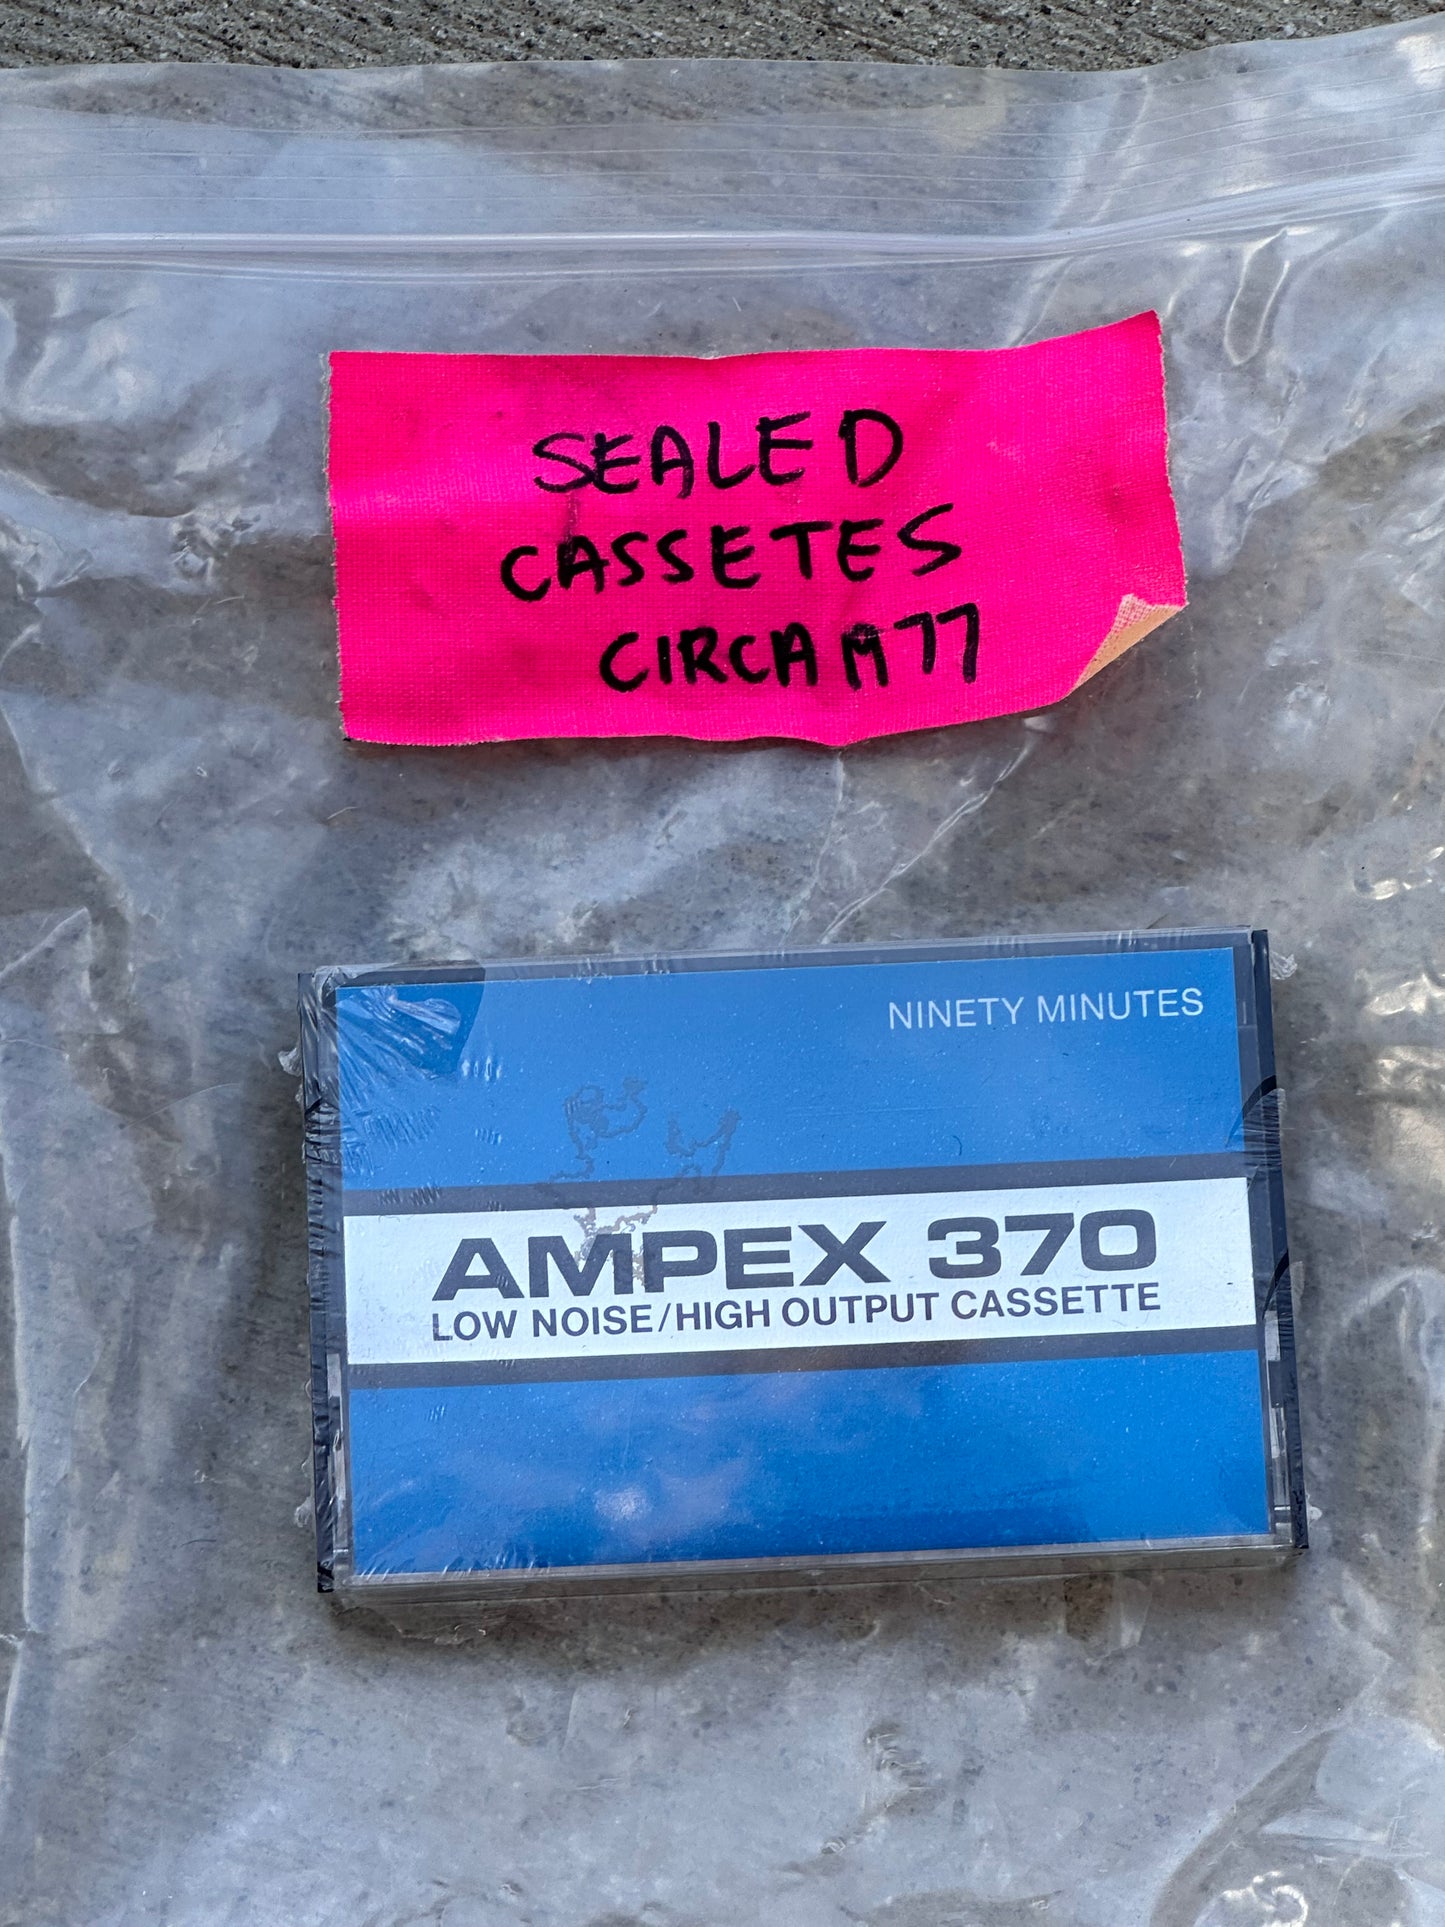 SEALED
CASSETES
CIRCA 1977
NINETY MINUTES
AMPEX 370
LOW NOISE/HIGH OUTPUT CASSETTE